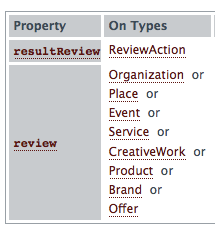 Property On Types
resultReview ReviewAction
Organization or
Place or
Event or
Service or
review CreativeWork or
Product or
Brand or
Offer